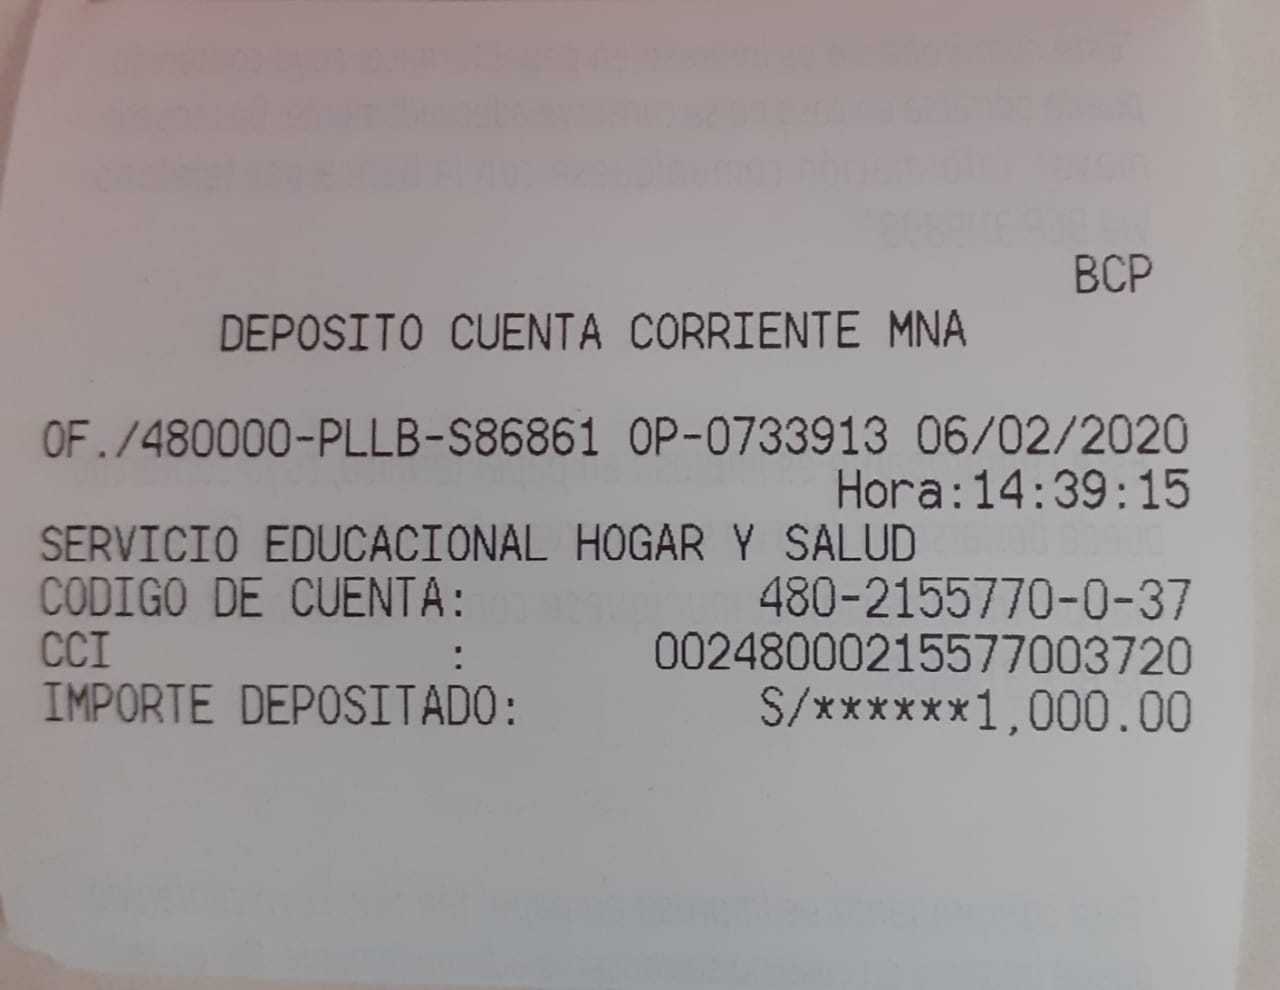 BCP
DEPOSITO CUENTA CORRIENTE MNA
OF./480000-PLLB-S86861 OP-0733913 06/02/2020
Hora:14:39:15
SERVICIO EDUCACIONAL HOGAR Y SALUD
CODIGO DE CUENTA: 480-2155770-0-37
CCI : 00248000215577003720
IMPORTE DEPOSITADO: S/******1,000.00